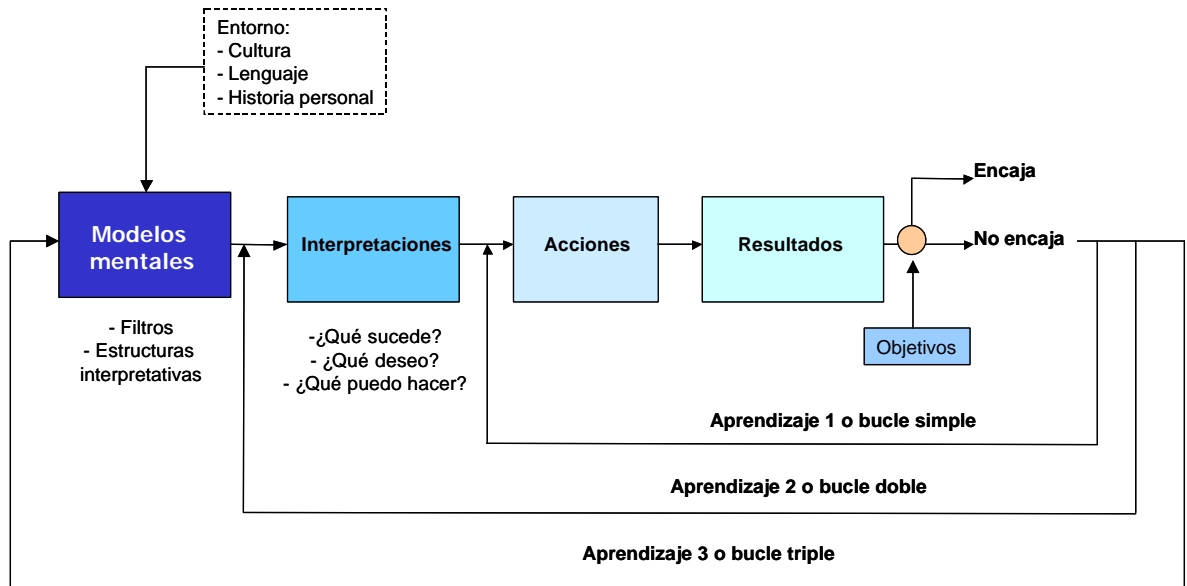 Entorno:
- Cultura
- Lenguaje
- Historia personal
Encaja
Modelos
mentales
Interpretaciones
Acciones
Resultados
No encaja
- Filtros
- Estructuras
interpretativas
-¿Qué sucede?
- ¿Qué deseo?
- ¿Qué puedo hacer?
Objetivos
Aprendizaje 1 o bucle simple
Aprendizaje 2 o bucle doble
Aprendizaje 3 o bucle triple